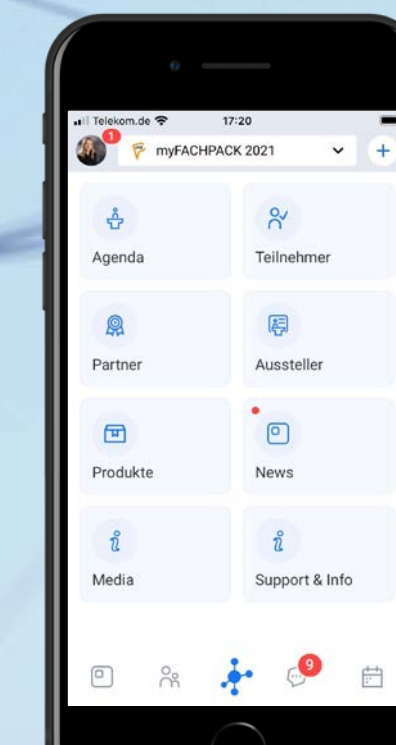 Telekom.de 17:20
1
myFACHPACK 2021
Agenda
Teilnehmer
Partner
Aussteller
Produkte
News
Media
Support & Info
9